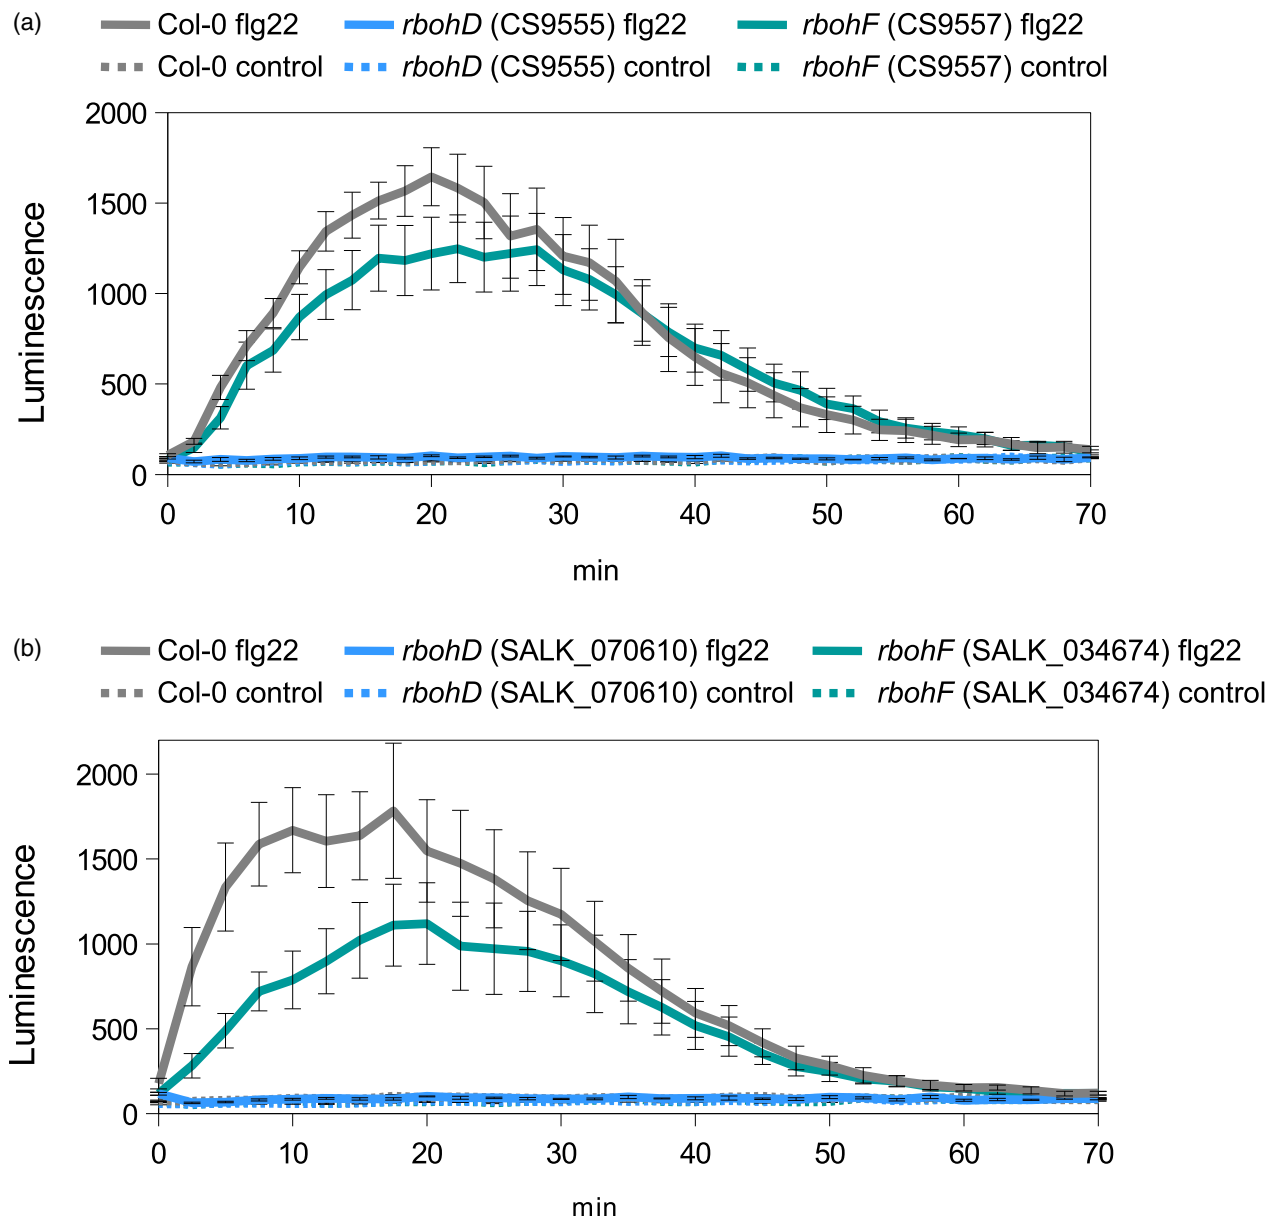 (a)
Col-0 flg22 rbohD (CS9555) flg22 rbohF (CS9557) flg22
Col-0 control rbohD (CS9555) control rbohF (CS9557) control
2000
1500
1000
500
0
Luminescence
0 10 20 30 40 50 60 70
min
(b)
Col-0 flg22 rbohD (SALK_070610) flg22 rbohF (SALK_034674) flg22
Col-0 control rbohD (SALK_070610) control rbohF (SALK_034674) control
2000
1500
1000
500
0
Luminescence
0 10 20 30 40 50 60 70
min